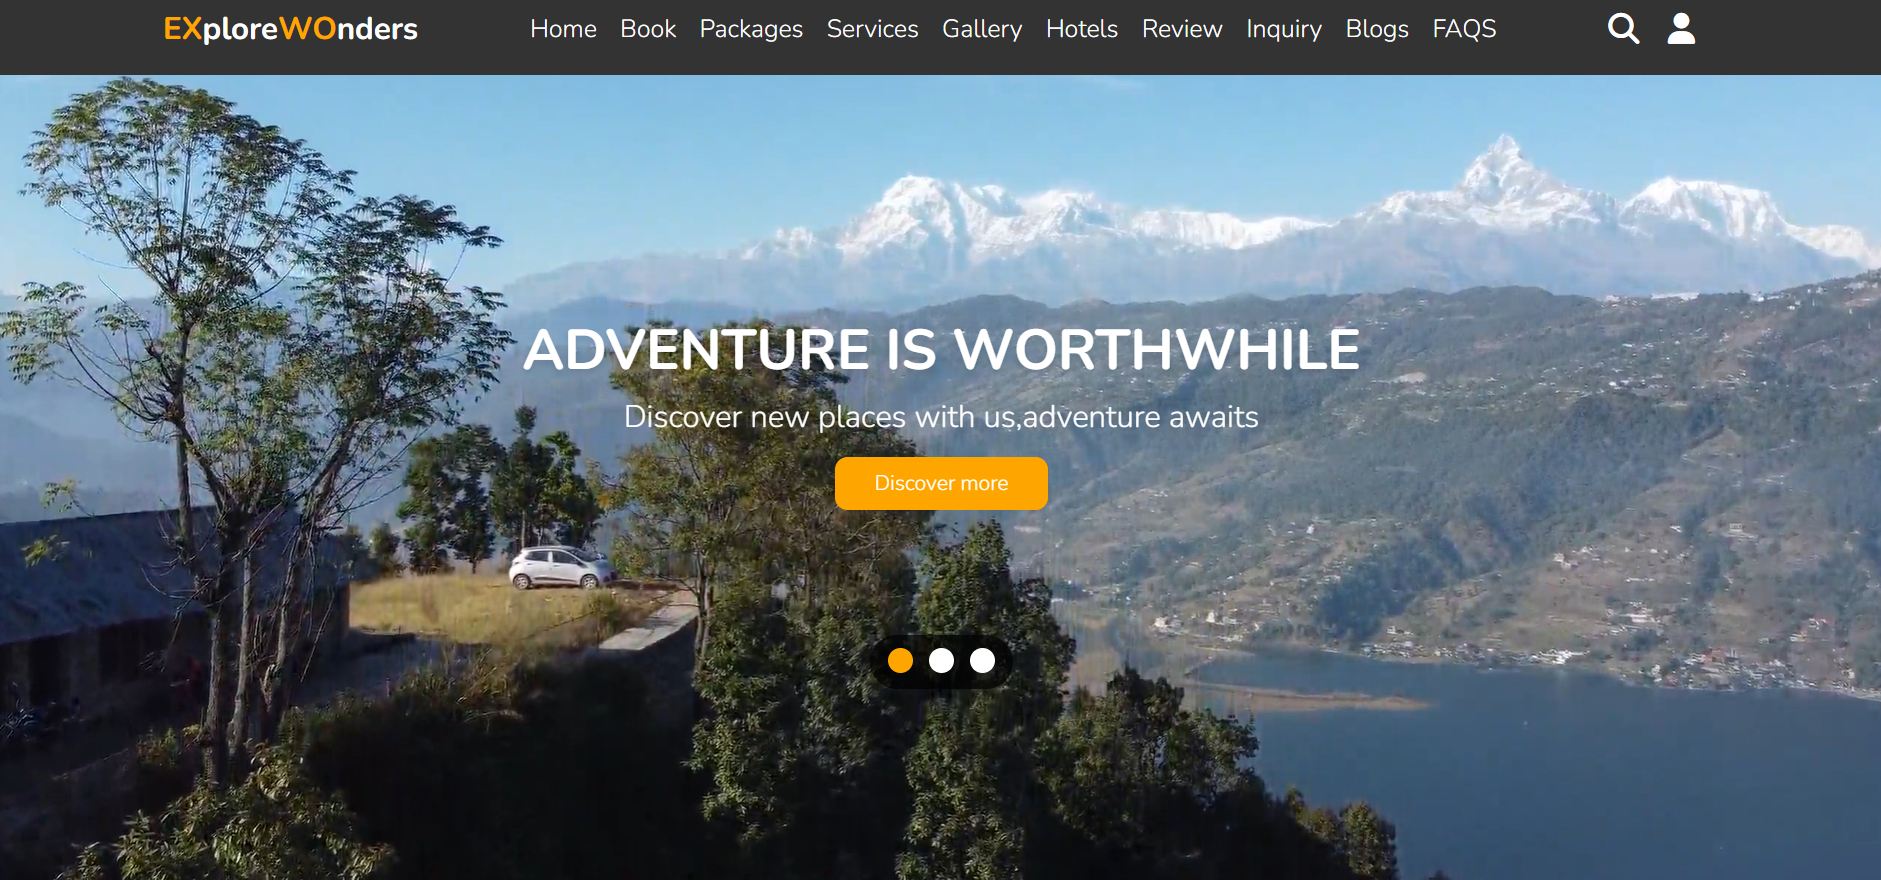 EXploreWOnders Home Book Packages Services Gallery Hotels Review Inquiry Blogs FAQS
ADVENTURE IS WORTHWHILE
Discover new places with us,adventure awaits
Discover more